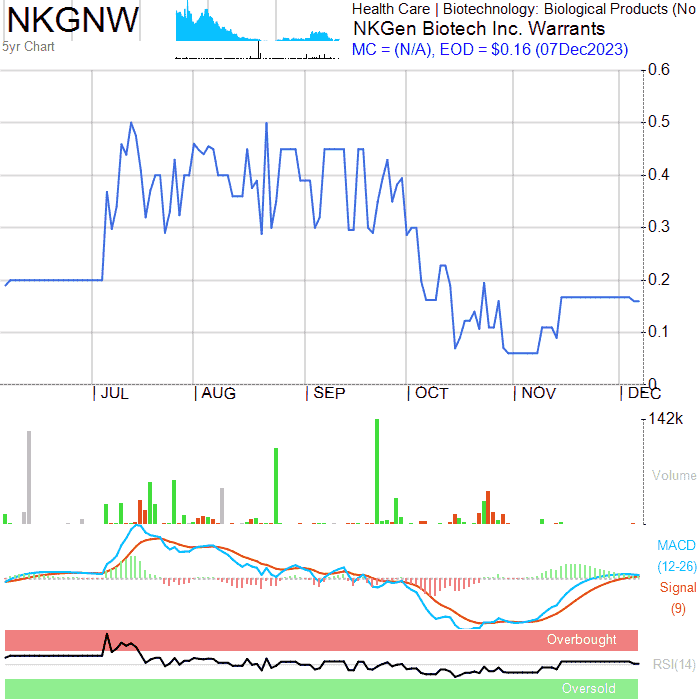 NKGNW
5yr Chart
Health Care | Biotechnology: Biological Products (No
NKGen Biotech Inc. Warrants
MC = (N/A), EOD = $0.16 (07Dec2023)
0.6
0.5
0.4
0.3
0.2
0.1
0
JUL AUG SEP OCT NOV DEC
142k
Volume
MACD
(12-26)
Signal
(9)
Overbought
RSI(14)
Oversold